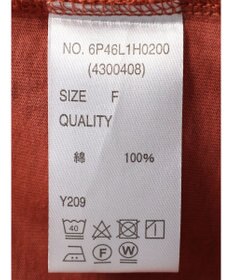 NO. 6P46L1H0200
(4300408)
SIZE F
QUALITY
綿 100%
Y209
40
F W